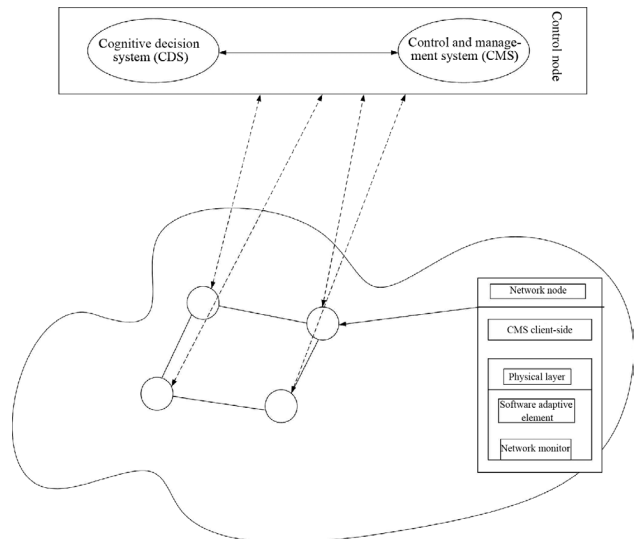 Cognitive decision
system (CDS)
Control and manage-
ment system (CMS)
Control node
Network node
CMS client-side
Physical layer
Software adaptive
element
Network monitor